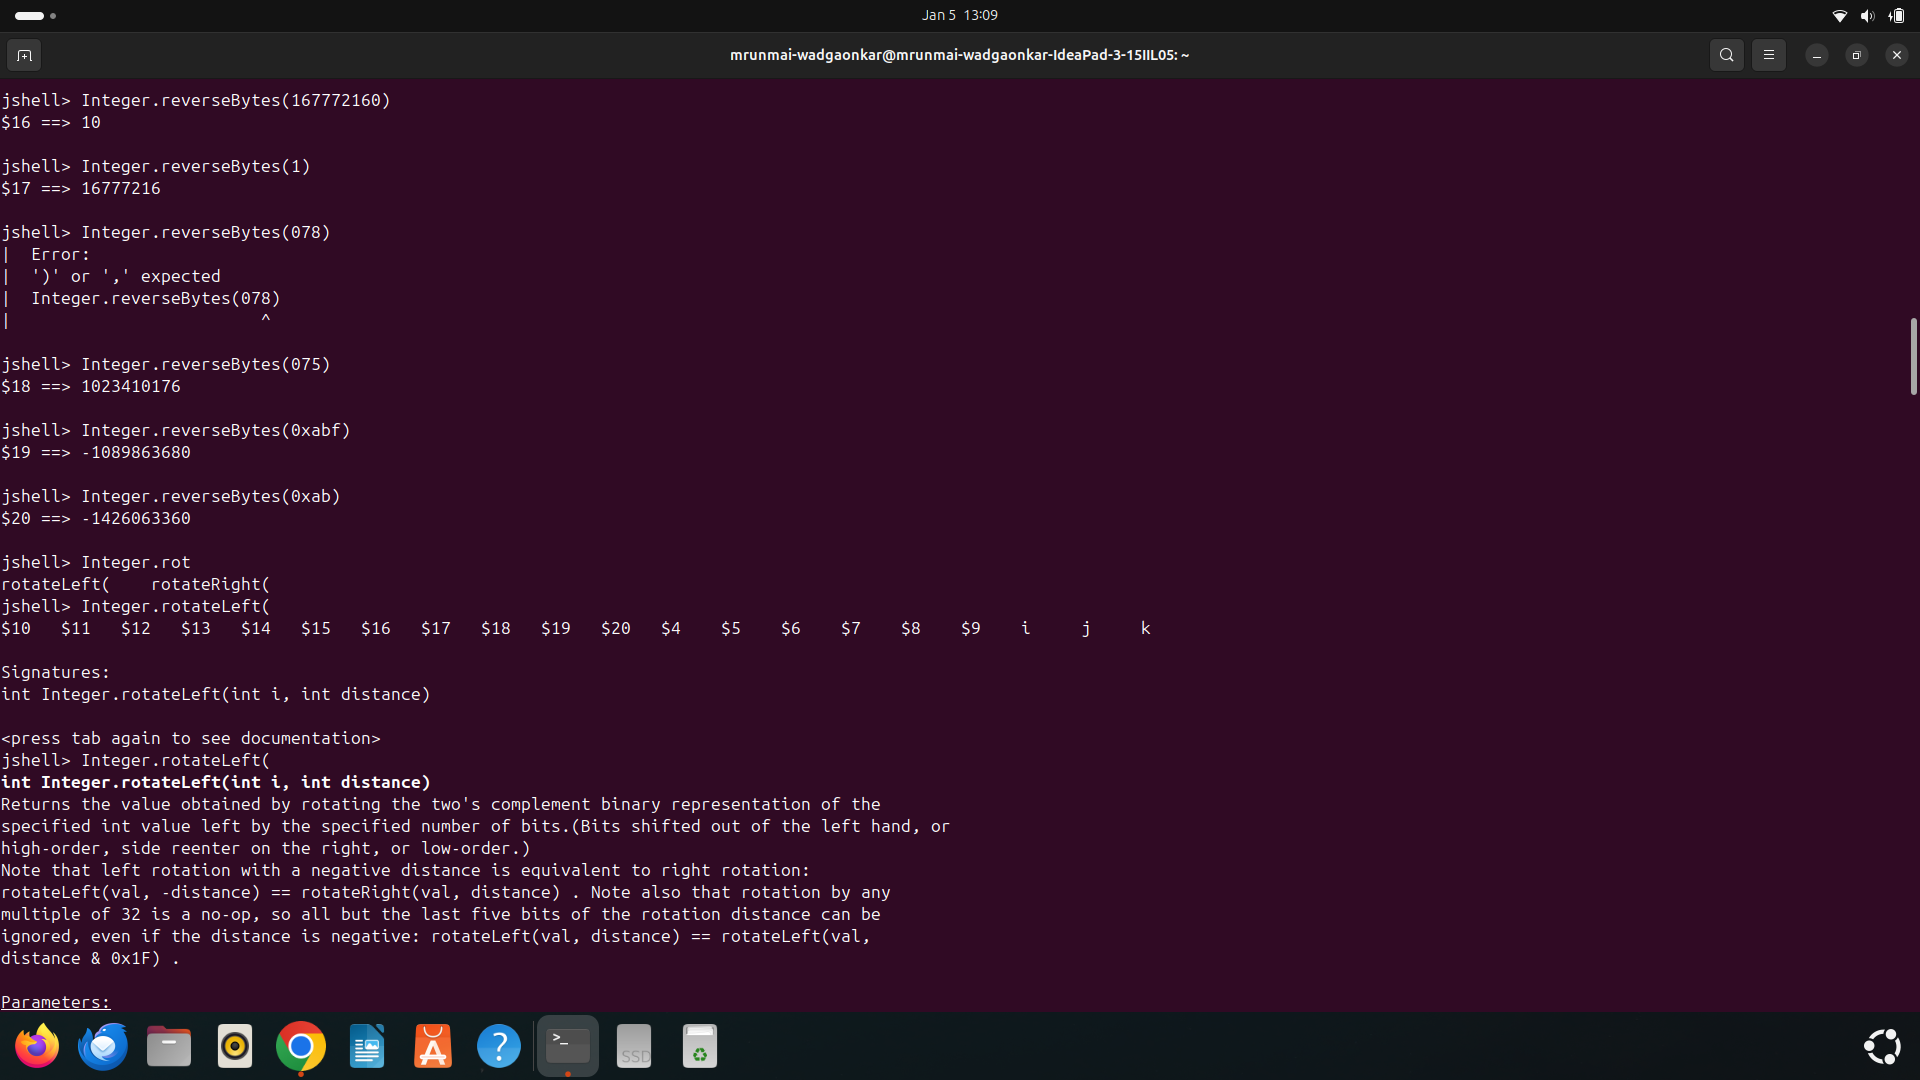 Jan 5 13:09
mrunmai-wadgaonkar@mrunmai-wadgaonkar-IdeaPad-3-15IIL05: ~
jshell> Integer.reverseBytes(167772160)
$16 ==> 10
jshell> Integer.reverseBytes(1)
$17 ==> 16777216
jshell> Integer.reverseBytes(078)
|  Error:
|  ')' or ',' expected
|  Integer.reverseBytes(078)
|                         ^
jshell> Integer.reverseBytes(075)
$18 ==> 1023410176
jshell> Integer.reverseBytes(0xabf)
$19 ==> -1089863680
jshell> Integer.reverseBytes(0xab)
$20 ==> -1426063360
jshell> Integer.rot
rotateLeft(    rotateRight(
jshell> Integer.rotateLeft(
$10   $11   $12   $13   $14   $15   $16   $17   $18   $19   $20   $4    $5    $6    $7    $8    $9    i     j     k
Signatures:
int Integer.rotateLeft(int i, int distance)
<press tab again to see documentation>
jshell> Integer.rotateLeft(
int Integer.rotateLeft(int i, int distance)
Returns the value obtained by rotating the two's complement binary representation of the
specified int value left by the specified number of bits.(Bits shifted out of the left hand, or
high-order, side reenter on the right, or low-order.)
Note that left rotation with a negative distance is equivalent to right rotation:
rotateLeft(val, -distance) == rotateRight(val, distance) . Note also that rotation by any
multiple of 32 is a no-op, so all but the last five bits of the rotation distance can be
ignored, even if the distance is negative: rotateLeft(val, distance) == rotateLeft(val,
distance & 0x1F) .
Parameters:
>_
?
SSD